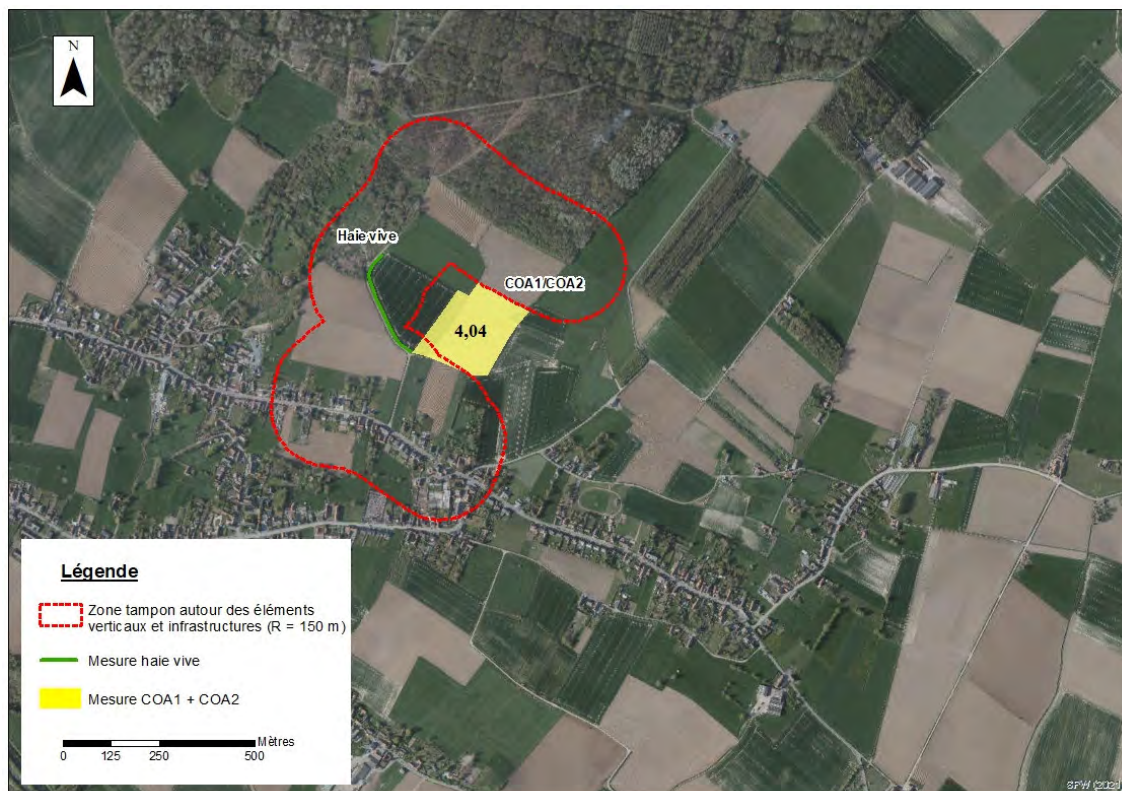 N
Haie vive
COA1/COA2
4,04
Légende
Zone tampon autour des éléments
verticaux et infrastructures (R = 150 m)
Mesure haie vive
Mesure COA1 + COA2
Mètres
0 125 250 500
SPW (2021)